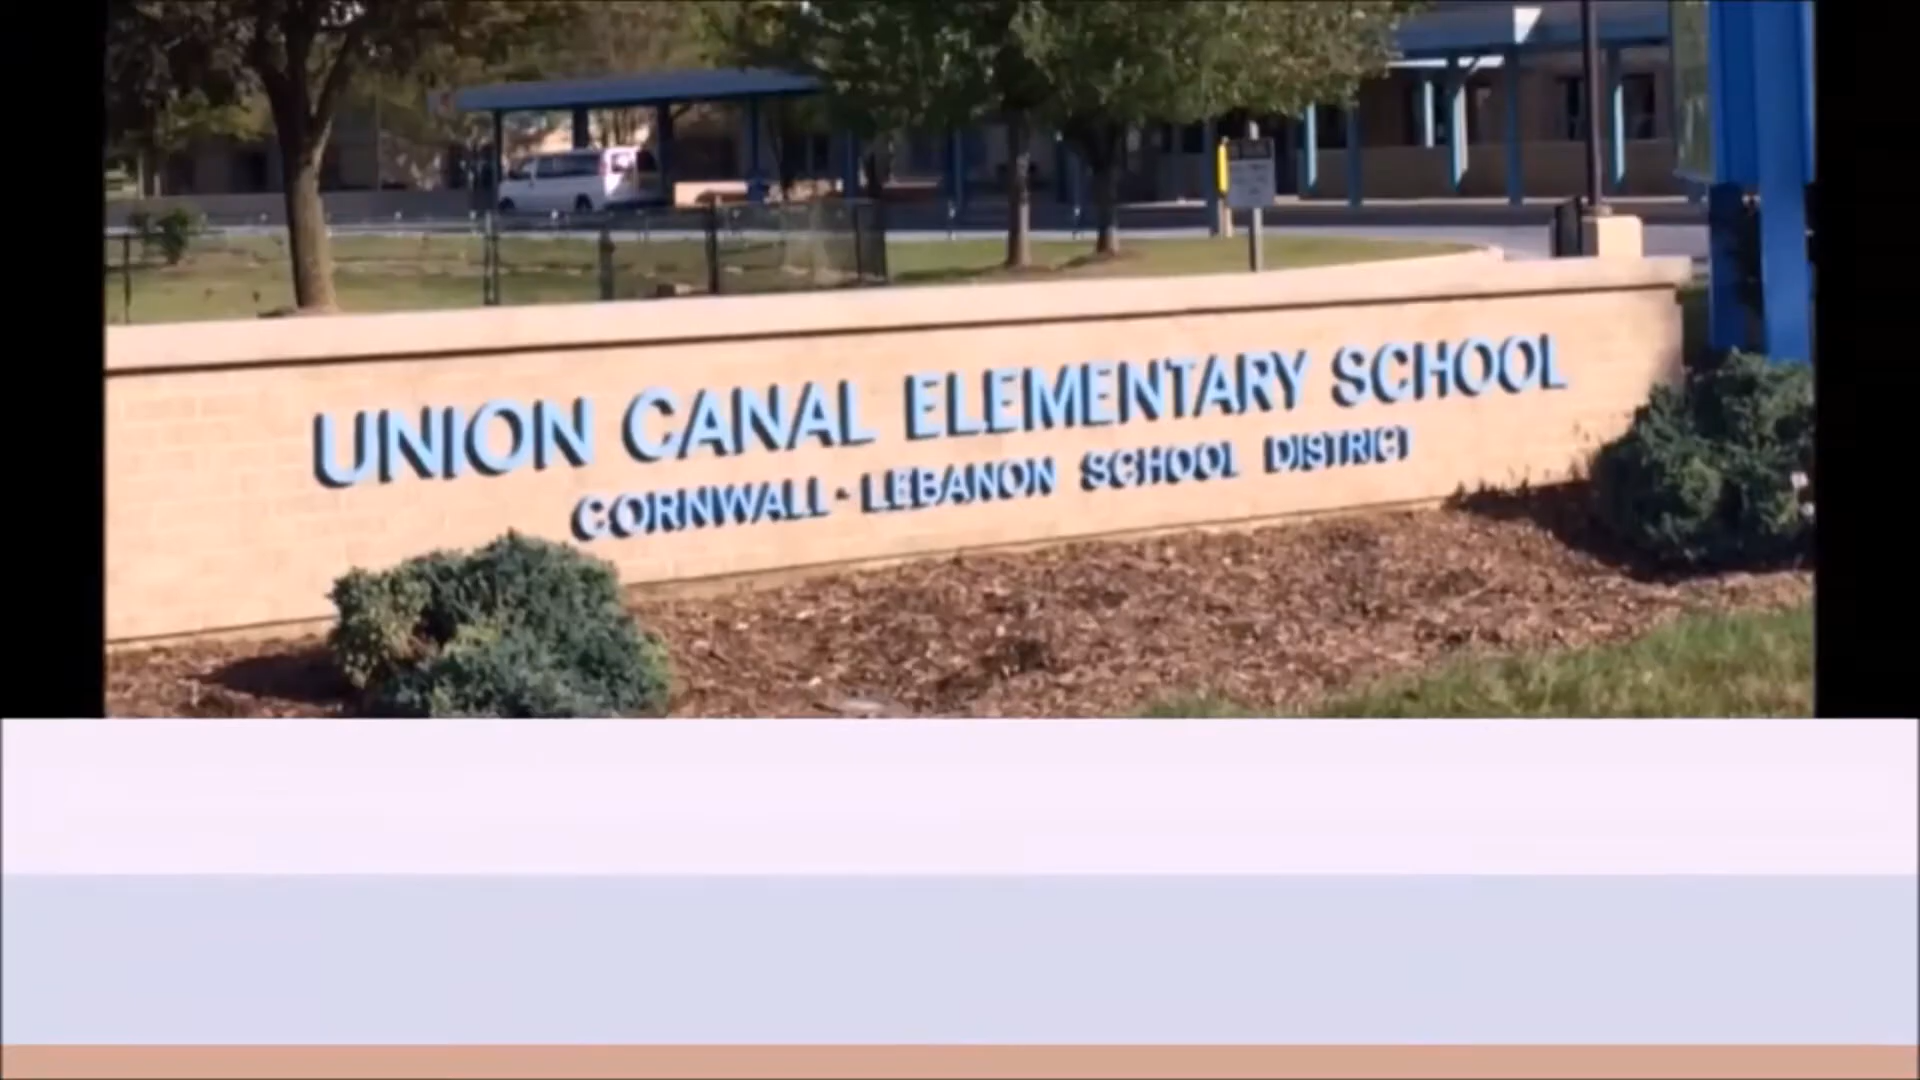 UNION CANAL ELEMENTARY SCHOOL
CORNWALL-LEBANON SCHOOL DISTRICT